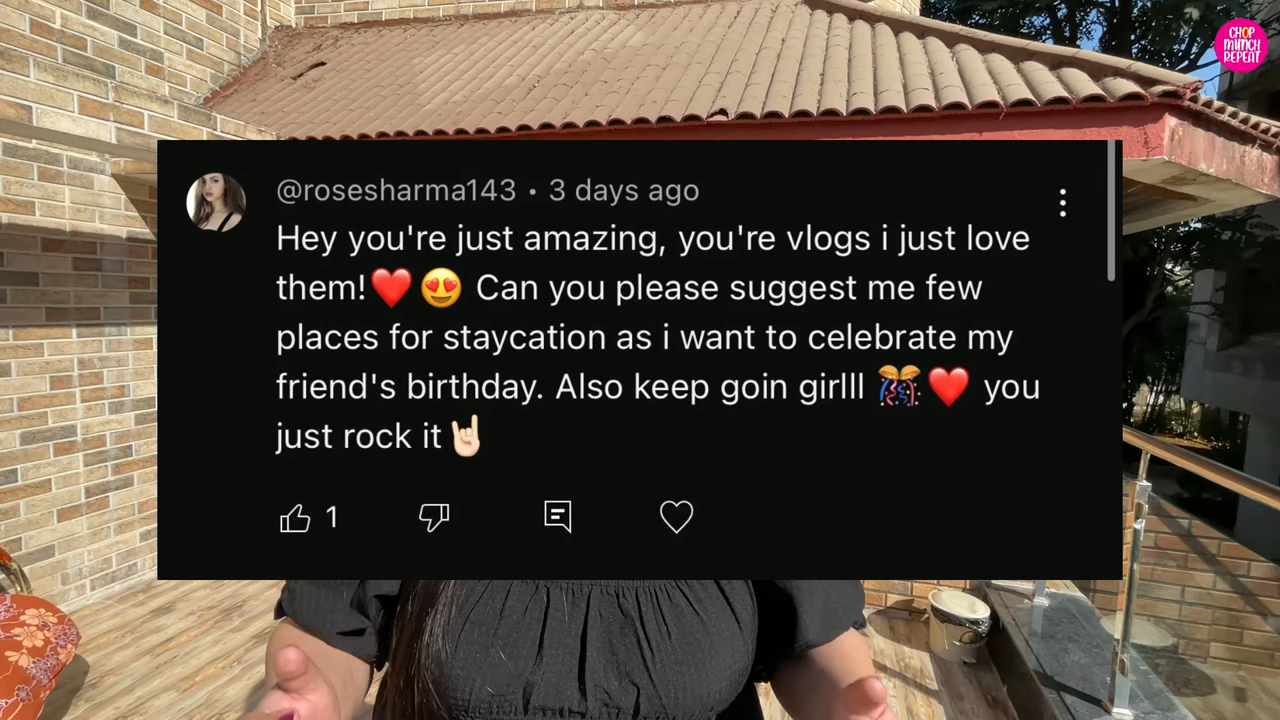 CHOP
MUNCH
REPEAT
@rosesharma143 • 3 days ago
Hey you're just amazing, you're vlogs i just love
them!❤️😍 Can you please suggest me few
places for staycation as i want to celebrate my
friend's birthday. Also keep goin girlll 🎊❤️ you
just rock it🤘🏻
1